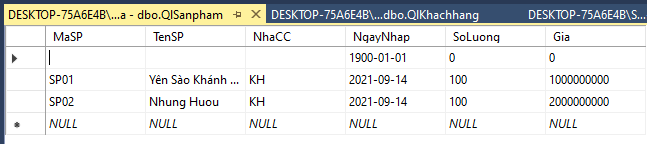 DESKTOP-75A6E4B\...a - dbo.QlSanpham DESKTOP-75A6E4B\...dbo.QlKhachhang DESKTOP-75A6E4B\S...
MaSP TenSP NhaCC NgayNhap SoLuong Gia
1900-01-01 0 0
SP01 Yên Sào Khánh ... KH 2021-09-14 100 1000000000
SP02 Nhung Huou KH 2021-09-14 100 2000000000
NULL NULL NULL NULL NULL NULL